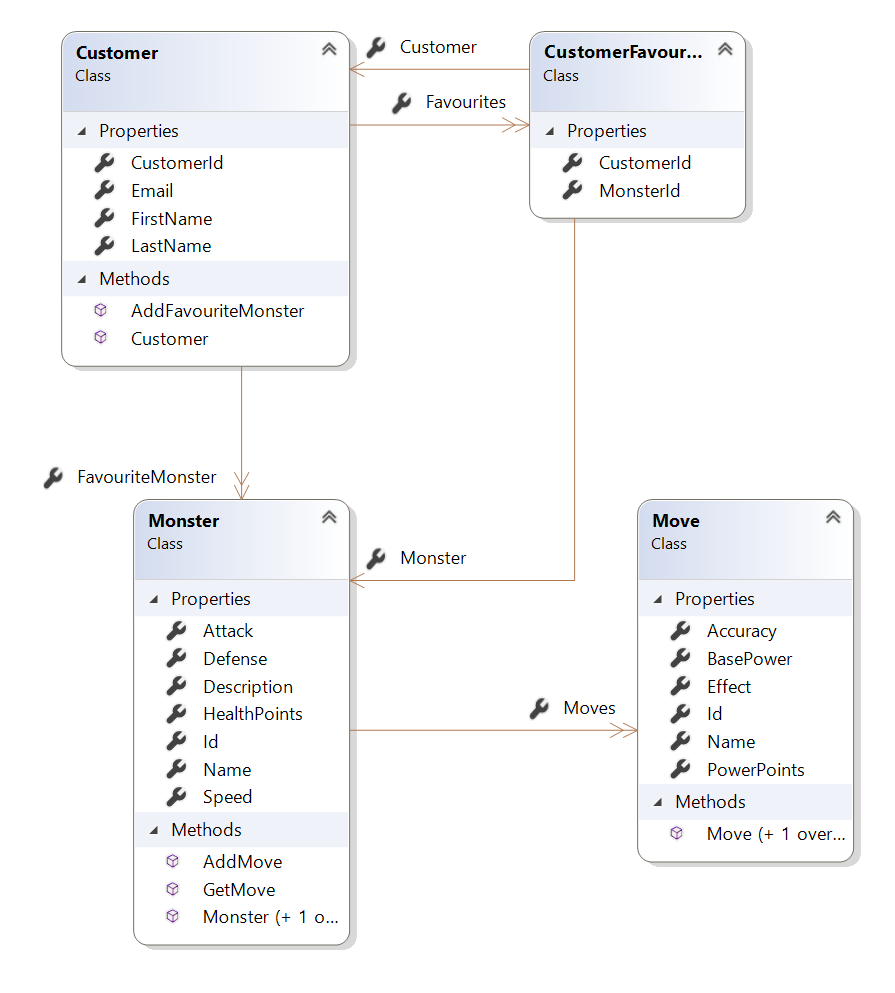 Customer
Class
Properties
CustomerId
Email
FirstName
LastName
Methods
AddFavouriteMonster
Customer
Customer
Favourites
CustomerFavour...
Class
Properties
CustomerId
MonsterId
FavouriteMonster
Monster
Class
Properties
Attack
Defense
Description
HealthPoints
Id
Name
Speed
Methods
AddMove
GetMove
Monster (+ 1 o...
Monster
Moves
Move
Class
Properties
Accuracy
BasePower
Effect
Id
Name
PowerPoints
Methods
Move (+ 1 over...